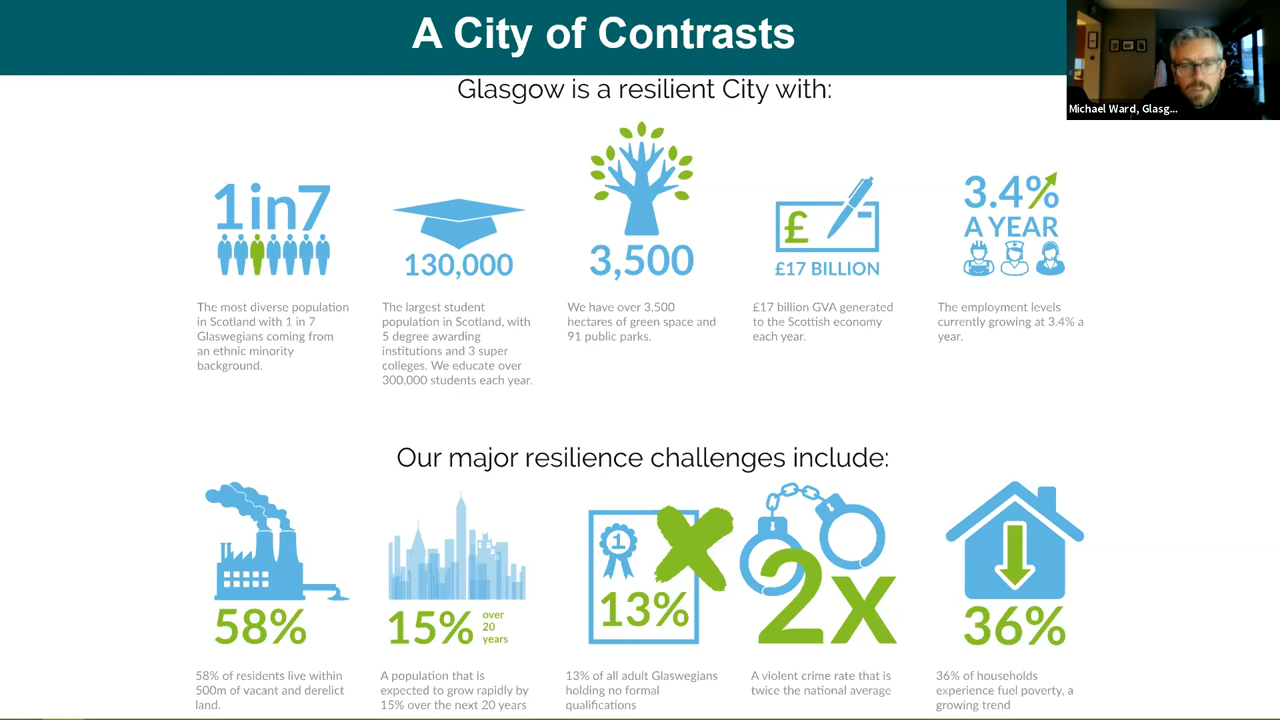 A City of Contrasts
Michael Ward, Glasg...
Glasgow is a resilient City with:
1in7
The most diverse population
in Scotland with 1 in 7
Glaswegians coming from
an ethnic minority
background.
130,000
The largest student
population in Scotland, with
5 degree awarding
institutions and 3 super
colleges. We educate over
300,000 students each year.
3,500
We have over 3,500
hectares of green space and
91 public parks.
£
£17 BILLION
£17 billion GVA generated
to the Scottish economy
each year.
3.4%
A YEAR
The employment levels
currently growing at 3.4% a
year.
Our major resilience challenges include:
58%
58% of residents live within
500m of vacant and derelict
land.
15%
over
20
years
A population that is
expected to grow rapidly by
15% over the next 20 years
1
13%
13% of all adult Glaswegians
holding no formal
qualifications
2x
A violent crime rate that is
twice the national average
36%
36% of households
experience fuel poverty, a
growing trend